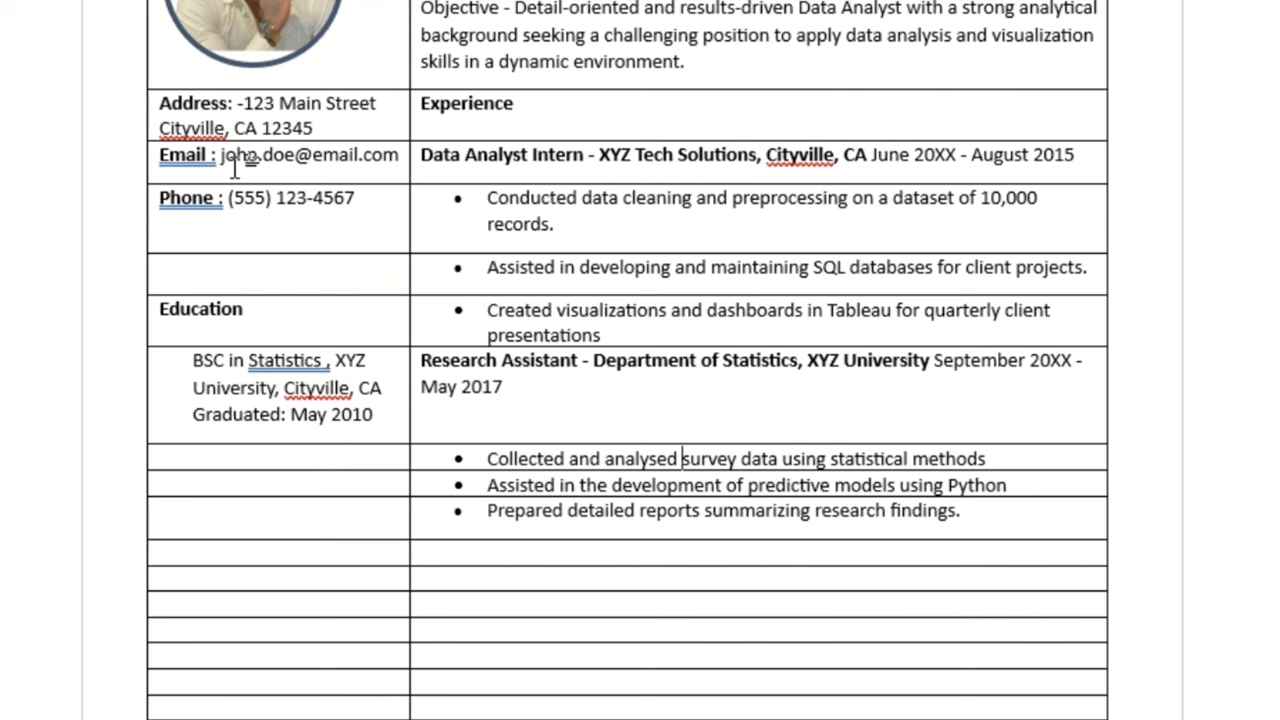 Objective - Detail-oriented and results-driven Data Analyst with a strong analytical
background seeking a challenging position to apply data analysis and visualization
skills in a dynamic environment.
Address: -123 Main Street
Cityville, CA 12345
Experience
Email : john.doe@email.com
Data Analyst Intern - XYZ Tech Solutions, Cityville, CA June 20XX - August 2015
Phone : (555) 123-4567
• Conducted data cleaning and preprocessing on a dataset of 10,000
records.
• Assisted in developing and maintaining SQL databases for client projects.
Education
• Created visualizations and dashboards in Tableau for quarterly client
presentations
BSC in Statistics , XYZ
University, Cityville, CA
Graduated: May 2010
Research Assistant - Department of Statistics, XYZ University September 20XX -
May 2017
• Collected and analysed survey data using statistical methods
• Assisted in the development of predictive models using Python
• Prepared detailed reports summarizing research findings.